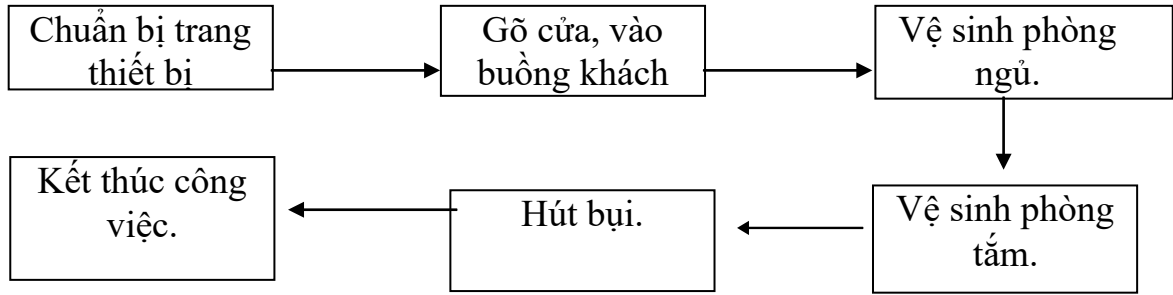 Chuẩn bị trang
thiết bị
Gõ cửa, vào
buồng khách
Vệ sinh phòng
ngủ.
Vệ sinh phòng
tắm.
Hút bụi.
Kết thúc công
việc.